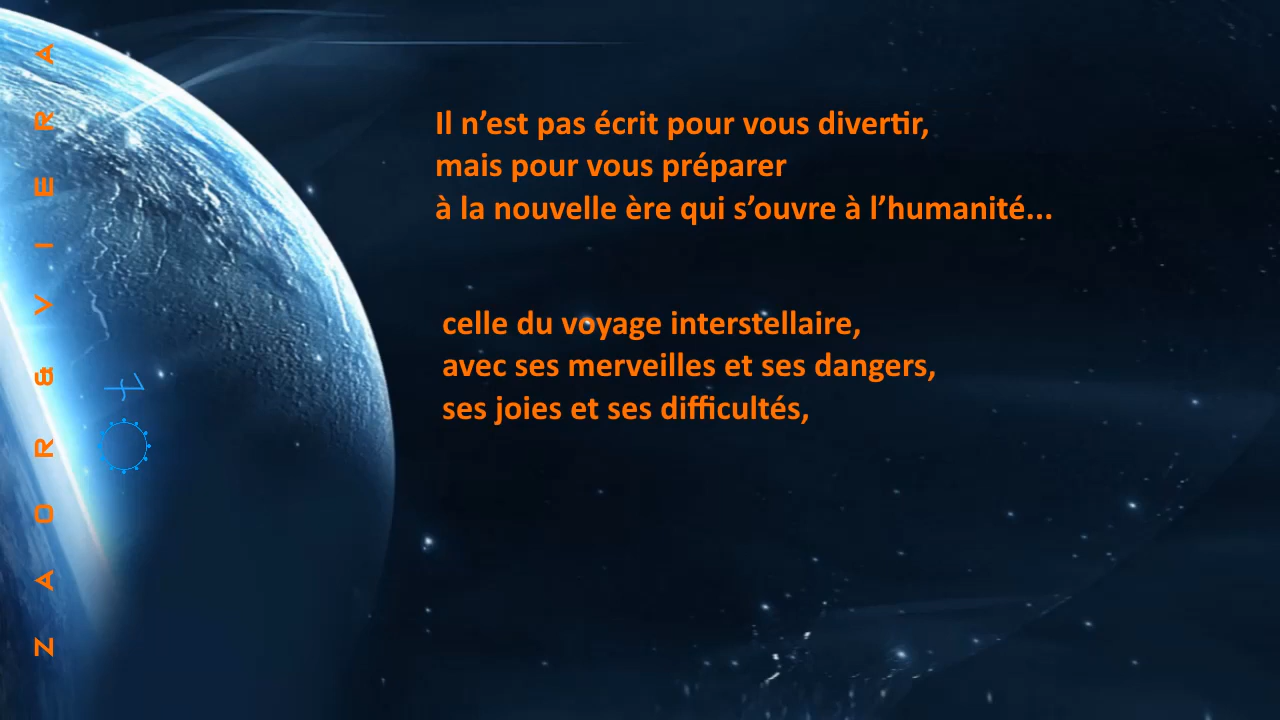 Il n’est pas écrit pour vous divertir,
mais pour vous préparer
à la nouvelle ère qui s’ouvre à l’humanité...
celle du voyage interstellaire,
avec ses merveilles et ses dangers,
ses joies et ses difficultés,
ZAOR & VIERA